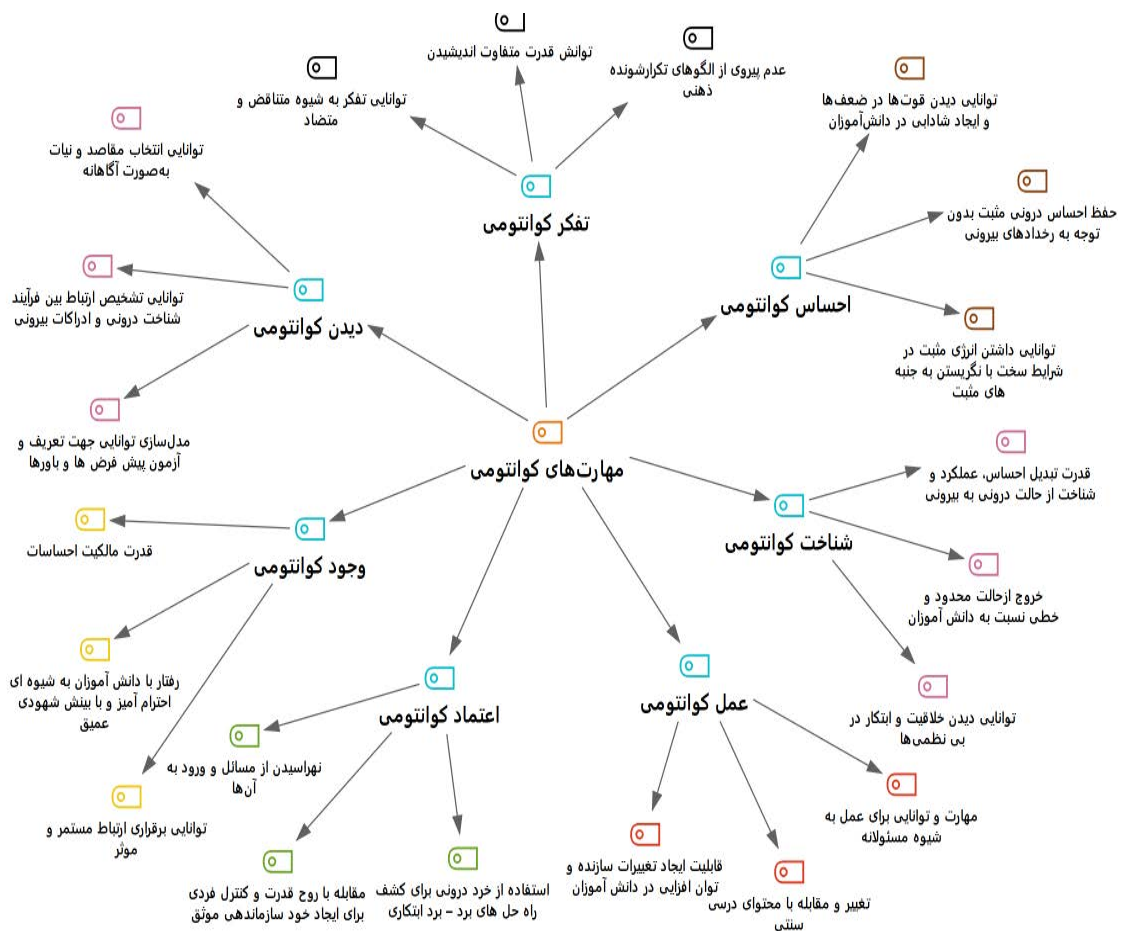 توانش قدرت متفاوت اندیشیدن
عدم پیروی از الگوهای تکرارشونده
ذهنی
توانایی تفکر به شیوه متناقض و
متضاد
تفکر کوانتومی
توانایی دیدن قوت‌ها در ضعف‌ها
و ایجاد شادابی در دانش‌آموزان
حفظ احساس درونی مثبت بدون
توجه به رخدادهای بیرونی
احساس کوانتومی
توانایی داشتن انرژی مثبت در
شرایط سخت با نگریستن به جنبه
های مثبت
توانایی انتخاب مقاصد و نیات
به‌صورت آگاهانه
توانایی تشخیص ارتباط بین فرآیند
شناخت درونی و ادراکات بیرونی
دیدن کوانتومی
مدل‌سازی توانایی جهت تعریف و
آزمون پیش فرض ها و باورها
مهارت‌های کوانتومی
قدرت تبدیل احساس، عملکرد و
شناخت از حالت درونی به بیرونی
شناخت کوانتومی
خروج ازحالت محدود و
خطی نسبت به دانش آموزان
توانایی دیدن خلاقیت و ابتکار در
بی نظمی‌ها
قدرت مالکیت احساسات
وجود کوانتومی
رفتار با دانش آموزان به شیوه ای
احترام آمیز و با بینش شهودی
عمیق
توانایی برقراری ارتباط مستمر و
موثر
اعتماد کوانتومی
نهراسیدن از مسائل و ورود به
آن‌ها
مقابله با روح قدرت و کنترل فردی
برای ایجاد خود سازماندهی موثق
استفاده از خرد درونی برای کشف
راه حل های برد – برد ابتکاری
عمل کوانتومی
مهارت و توانایی برای عمل به
شیوه مسئولانه
قابلیت ایجاد تغییرات سازنده و
توان افزایی در دانش آموزان
تغییر و مقابله با محتوای درسی
سنتی